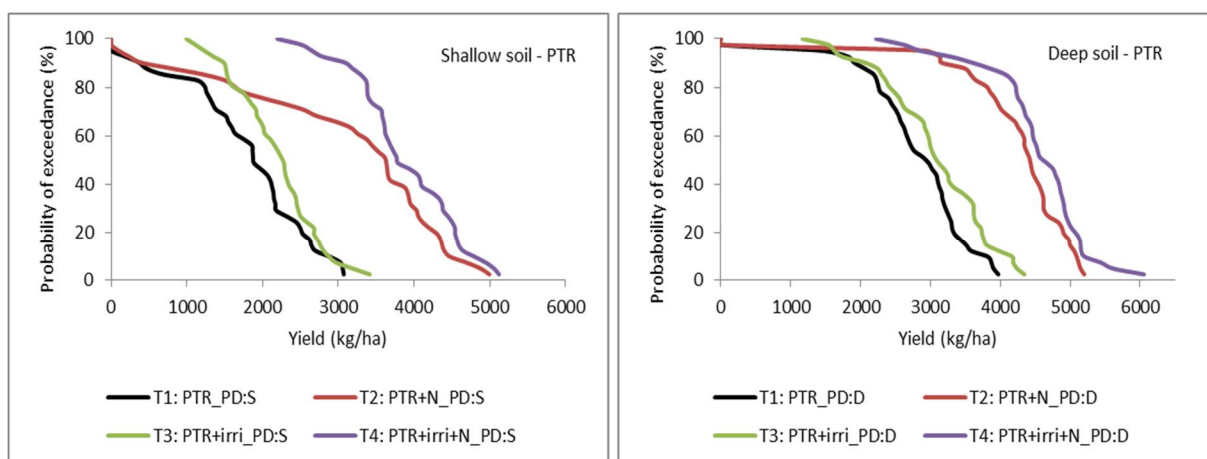 Shallow soil - PTR
Probability of exceedance (%)
100
80
60
40
20
0
0 1000 2000 3000 4000 5000 6000
Yield (kg/ha)
T1: PTR_PD:S T2: PTR+N_PD:S
T3: PTR+irri_PD:S T4: PTR+irri+N_PD:S
Deep soil - PTR
Proboility of exceedance (%)
100
80
60
40
20
0
0 1000 2000 3000 4000 5000 6000
Yield (kg/ha)
T1: PTR_PD:D T2: PTR+N_PD:D
T3: PTR+irri_PD:D T4: PTR+irri+N_PD:D